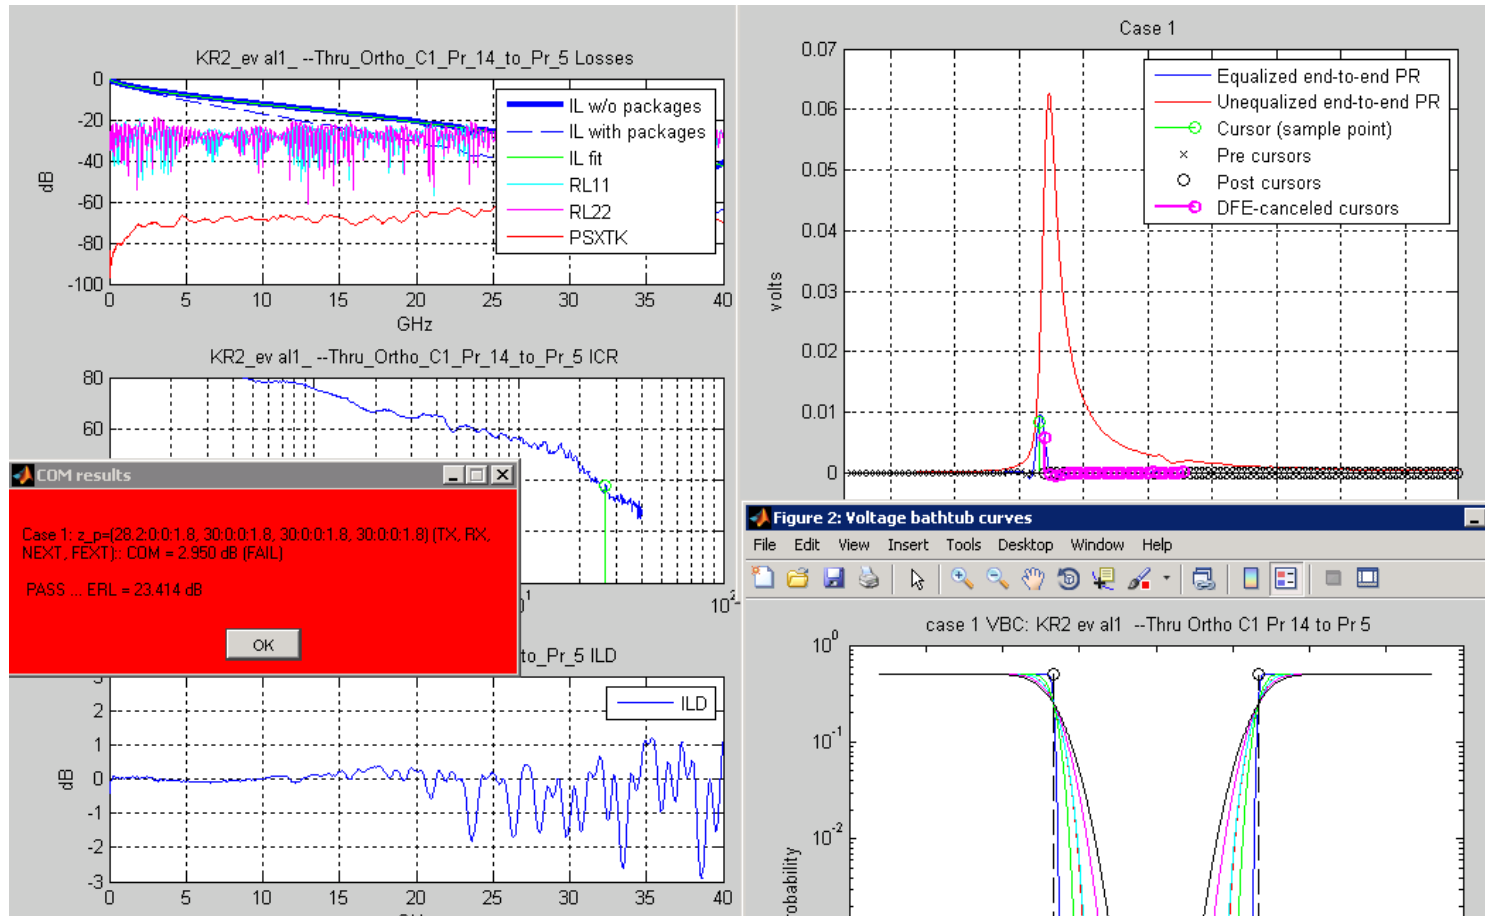 KR2_ev al1_ --Thru_Ortho_C1_Pr_14_to_Pr_5 Losses
0
-20
-40
-60
-80
-100
dB
0 5 10 15 20 25 30 35 40
GHz
IL w/o packages
IL with packages
IL fit
RL11
RL22
PSXTK
KR2_ev al1_ --Thru_Ortho_C1_Pr_14_to_Pr_5 ICR
80
60
10²
COM results
Case 1: z_p=(28.2:0:0:1.8, 30:0:0:1.8, 30:0:0:1.8, 30:0:0:1.8) (TX, RX,
NEXT, FEXT):: COM = 2.950 dB (FAIL)
PASS ... ERL = 23.414 dB
OK
to_Pr_5 ILD
3
2
1
0
-1
-2
-3
dB
ILD
0 5 10 15 20 25 30 35 40
Case 1
0.07
0.06
0.05
0.04
0.03
0.02
0.01
0
volts
Equalized end-to-end PR
Unequalized end-to-end PR
Cursor (sample point)
Pre cursors
Post cursors
DFE-canceled cursors
Figure 2: Voltage bathtub curves
File Edit View Insert Tools Desktop Window Help
case 1 VBC: KR2 ev al1 --Thru Ortho C1 Pr 14 to Pr 5
10⁰
10⁻¹
10⁻²
robability